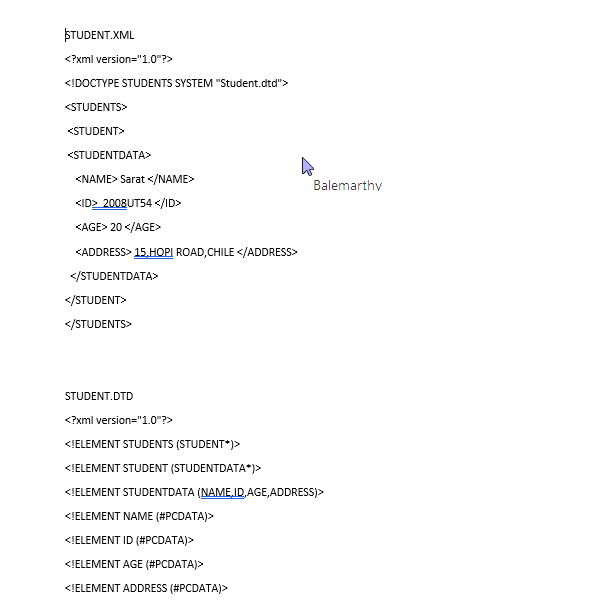 STUDENT.XML
<?xml version="1.0"?>
<!DOCTYPE STUDENTS SYSTEM "Student.dtd">
<STUDENTS>
<STUDENT>
<STUDENTDATA>
<NAME> Sarat </NAME>
Balemarthy
<ID> 2008UT54 </ID>
<AGE> 20 </AGE>
<ADDRESS> 15,HOPI ROAD,CHILE </ADDRESS>
</STUDENTDATA>
</STUDENT>
</STUDENTS>
STUDENT.DTD
<?xml version="1.0"?>
<!ELEMENT STUDENTS (STUDENT*)>
<!ELEMENT STUDENT (STUDENTDATA*)>
<!ELEMENT STUDENTDATA (NAME,ID,AGE,ADDRESS)>
<!ELEMENT NAME (#PCDATA)>
<!ELEMENT ID (#PCDATA)>
<!ELEMENT AGE (#PCDATA)>
<!ELEMENT ADDRESS (#PCDATA)>